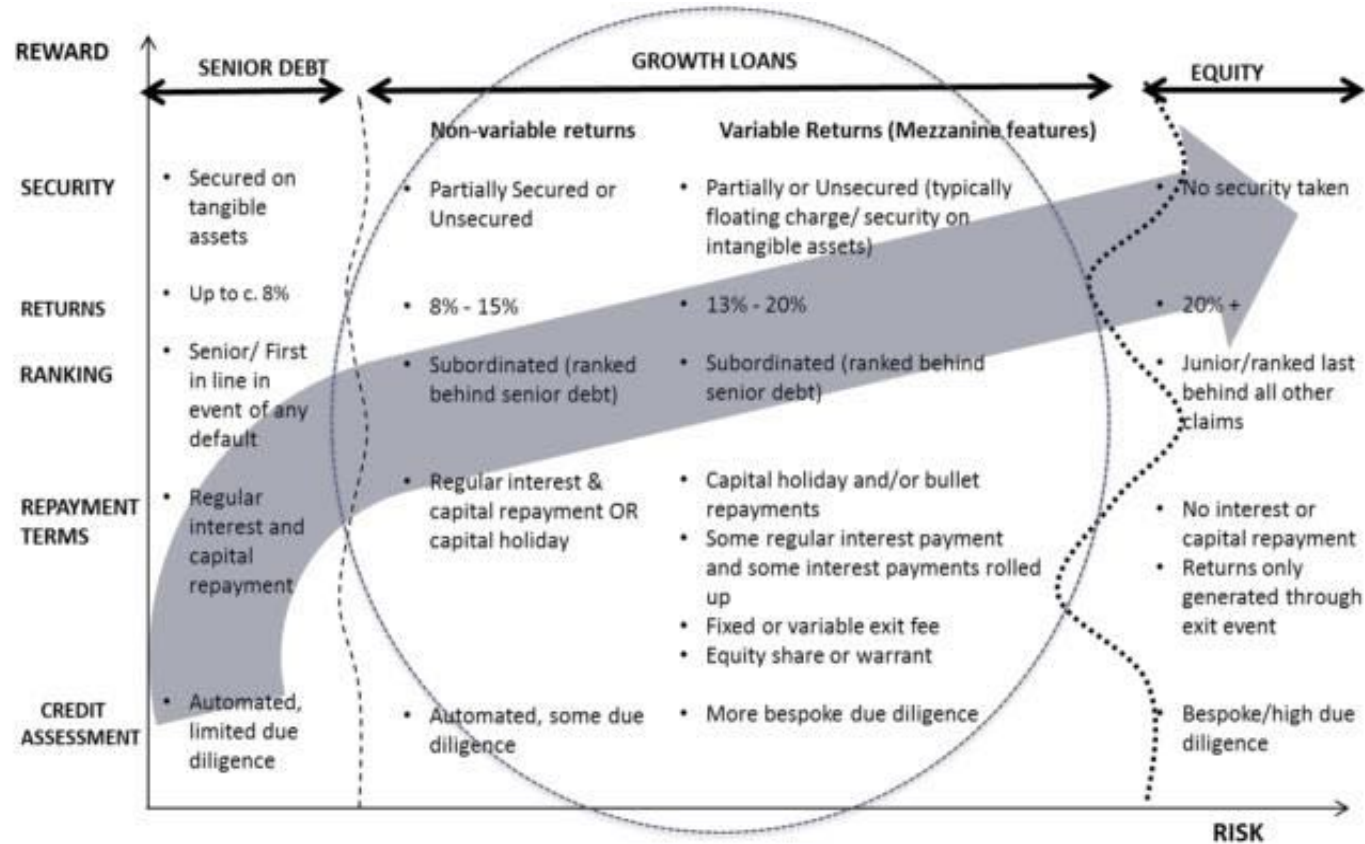 REWARD
SENIOR DEBT
GROWTH LOANS
EQUITY
Non-variable returns
Variable Returns (Mezzanine features)
SECURITY
• Secured on
tangible
assets
• Partially Secured or
Unsecured
• Partially or Unsecured (typically
floating charge/ security on
intangible assets)
• No security taken
RETURNS
• Up to c. 8%
• 8% - 15%
• 13% - 20%
• 20% +
RANKING
• Senior/ First
in line in
event of any
default
• Subordinated (ranked
behind senior debt)
• Subordinated (ranked behind
senior debt)
• Junior/ranked last
behind all other
claims
REPAYMENT
TERMS
• Regular
interest and
capital
repayment
• Regular interest &
capital repayment OR
capital holiday
• Capital holiday and/or bullet
repayments
• Some regular interest payment
and some interest payments rolled
up
• Fixed or variable exit fee
• Equity share or warrant
• No interest or
capital repayment
• Returns only
generated through
exit event
CREDIT
ASSESSMENT
• Automated,
limited due
diligence
• Automated, some due
diligence
• More bespoke due diligence
• Bespoke/high due
diligence
RISK